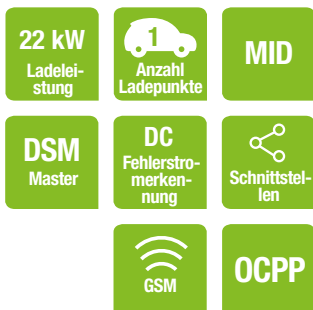 22 kW
Ladelei-
stung
1
Anzahl
Ladepunkte
MID
DSM
Master
DC
Fehlerstro-
merken-
nung
Schnittstel-
len
GSM
OCPP